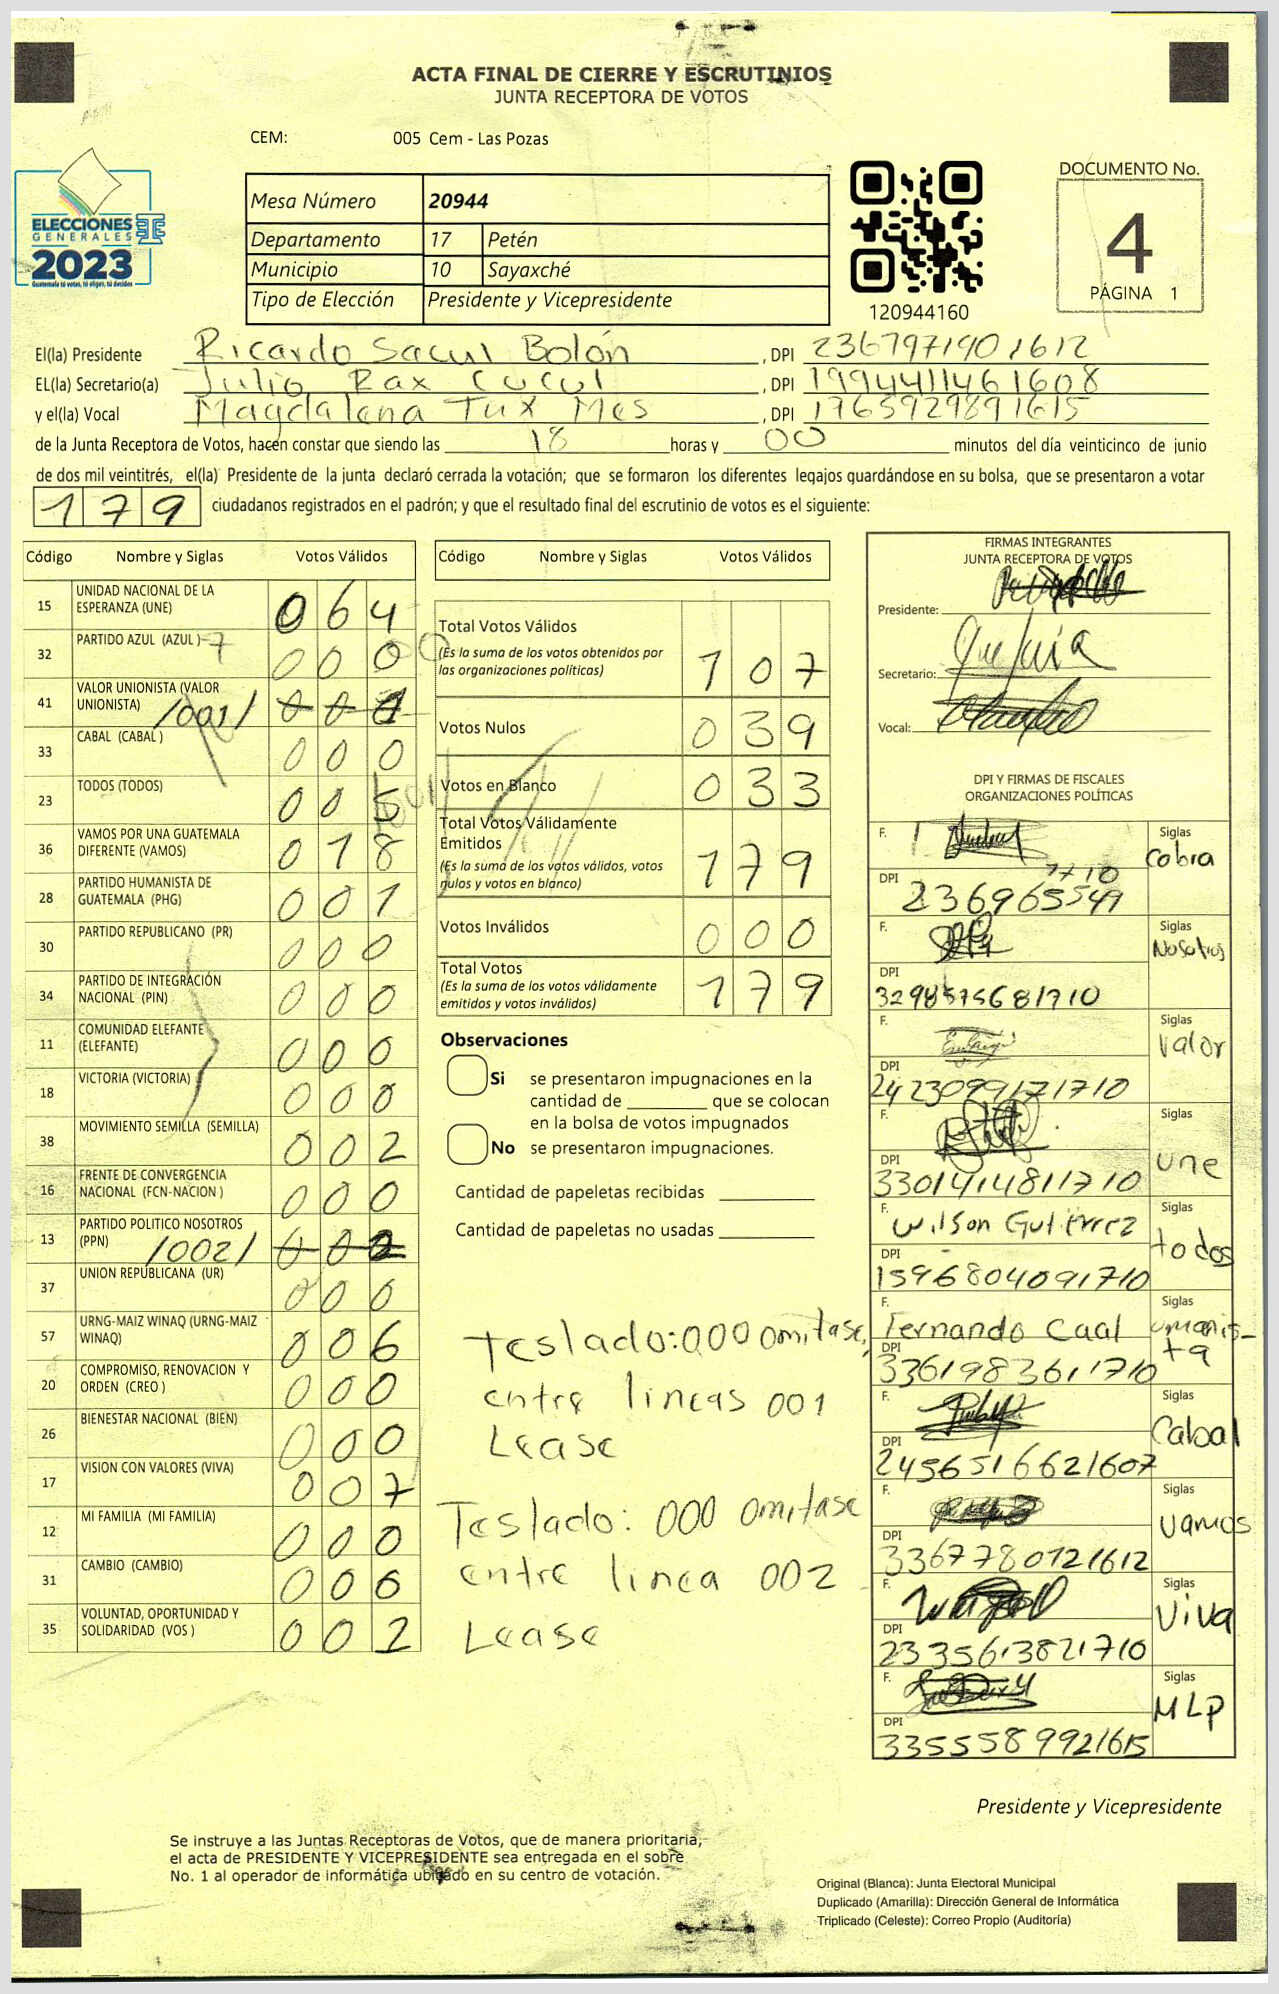 ACTA FINAL DE CIERRE Y ESCRUTINIOS
JUNTA RECEPTORA DE VOTOS
CEM: 005 Cem - Las Pozas
ELECCIONES
GENERALES
2023
Guatemala tú votas, tú eliges, tú decides
Mesa Número 20944
Departamento 17 Petén
Municipio 10 Sayaxché
Tipo de Elección Presidente y Vicepresidente
120944160
DOCUMENTO No.
4
PÁGINA 1
El(la) Presidente Ricardo Sacul Bolón, DPI 2367971901612
EL(la) Secretario(a) Julio Rax Cucul, DPI 1994411461608
y el(la) Vocal Magdalena Tux Mes, DPI 1765929891615
de la Junta Receptora de Votos, hacen constar que siendo las 18 horas y 00 minutos del día veinticinco de junio
de dos mil veintitrés, el(la) Presidente de la junta declaró cerrada la votación; que se formaron los diferentes legajos guardándose en su bolsa, que se presentaron a votar
179 ciudadanos registrados en el padrón; y que el resultado final del escrutinio de votos es el siguiente:
Código Nombre y Siglas Votos Válidos
15 UNIDAD NACIONAL DE LA ESPERANZA (UNE) 064
32 PARTIDO AZUL (AZUL) 000
41 VALOR UNIONISTA (VALOR UNIONISTA) /001/
33 CABAL (CABAL) 000
23 TODOS (TODOS) 005
36 VAMOS POR UNA GUATEMALA DIFERENTE (VAMOS) 018
28 PARTIDO HUMANISTA DE GUATEMALA (PHG) 001
30 PARTIDO REPUBLICANO (PR) 000
34 PARTIDO DE INTEGRACIÓN NACIONAL (PIN) 000
11 COMUNIDAD ELEFANTE (ELEFANTE) 000
18 VICTORIA (VICTORIA) 000
38 MOVIMIENTO SEMILLA (SEMILLA) 002
16 FRENTE DE CONVERGENCIA NACIONAL (FCN-NACION) 000
13 PARTIDO POLITICO NOSOTROS (PPN) /002/
37 UNION REPUBLICANA (UR) 000
57 URNG-MAIZ WINAQ (URNG-MAIZ WINAQ) 006
20 COMPROMISO, RENOVACION Y ORDEN (CREO) 000
26 BIENESTAR NACIONAL (BIEN) 000
17 VISION CON VALORES (VIVA) 007
12 MI FAMILIA (MI FAMILIA) 000
31 CAMBIO (CAMBIO)
35 VOLUNTAD, OPORTUNIDAD Y SOLIDARIDAD (VOS) 002
Código Nombre y Siglas Votos Válidos
Total Votos Válidos 107
(Es la suma de los votos obtenidos por las organizaciones políticas)
Votos Nulos 039
Votos en Blanco 033
Total Votos Válidamente Emitidos 179
(Es la suma de los votos válidos, votos nulos y votos en blanco)
Votos Inválidos 000
Total Votos 179
(Es la suma de los votos válidamente emitidos y votos inválidos)
Observaciones
Si se presentaron impugnaciones en la
cantidad de ________ que se colocan
en la bolsa de votos impugnados
No se presentaron impugnaciones.
Cantidad de papeletas recibidas
Cantidad de papeletas no usadas
Teslado: 000 omitase,
entre lineas 001
Lease
Teslado: 000 omitase
entre linea 002
Lease
FIRMAS INTEGRANTES
JUNTA RECEPTORA DE VOTOS
Presidente:
Secretario:
Vocal:
DPI Y FIRMAS DE FISCALES
ORGANIZACIONES POLÍTICAS
F. Siglas Cobra
DPI
F. Siglas Nosotros
DPI 3298575681710
F. Siglas Valor
DPI 2423099171710
F. Siglas Une
DPI 3301414811710
F. Wilson Gutierrez Siglas todos
DPI 1596804091710
F. Fernando Caal Siglas umanista
DPI 3361983611710
F. Siglas Cabal
DPI 2456516621607
F. Siglas Vamos
DPI 3367780121612
F. Siglas Viva
DPI 2335613821710
F. Siglas MLP
DPI 3355589921615
Presidente y Vicepresidente
Se instruye a las Juntas Receptoras de Votos, que de manera prioritaria,
el acta de PRESIDENTE Y VICEPRESIDENTE sea entregada en el sobre
No. 1 al operador de informática ubicado en su centro de votación.
Original (Blanca): Junta Electoral Municipal
Duplicado (Amarilla): Dirección General de Informática
Triplicado (Celeste): Correo Propio (Auditoría)